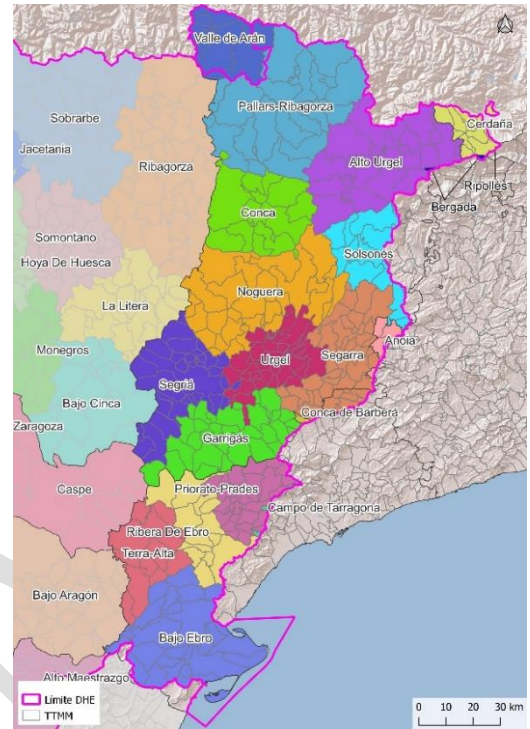 Valle de Arán
Pallars-Ribagorza
Cerdaña
Sobrarbe
Jacetania
Ribagorza
Alto Urgel
Ripollès
Bergada
Conca
Solsonés
Somontano
Hoya De Huesca
Noguera
La Litera
Anoia
Monegros
Urgel
Segarra
Segriá
Bajo Cinca
Conca de Barberá
Zaragoza
Garrigás
Caspe
Priorato-Prades
Campo de Tarragona
Ribera De Ebro
Terra-Alta
Bajo Aragón
Bajo Ebro
Alto Maestrazgo
Límite DHE
TTMM
0 10 20 30 km